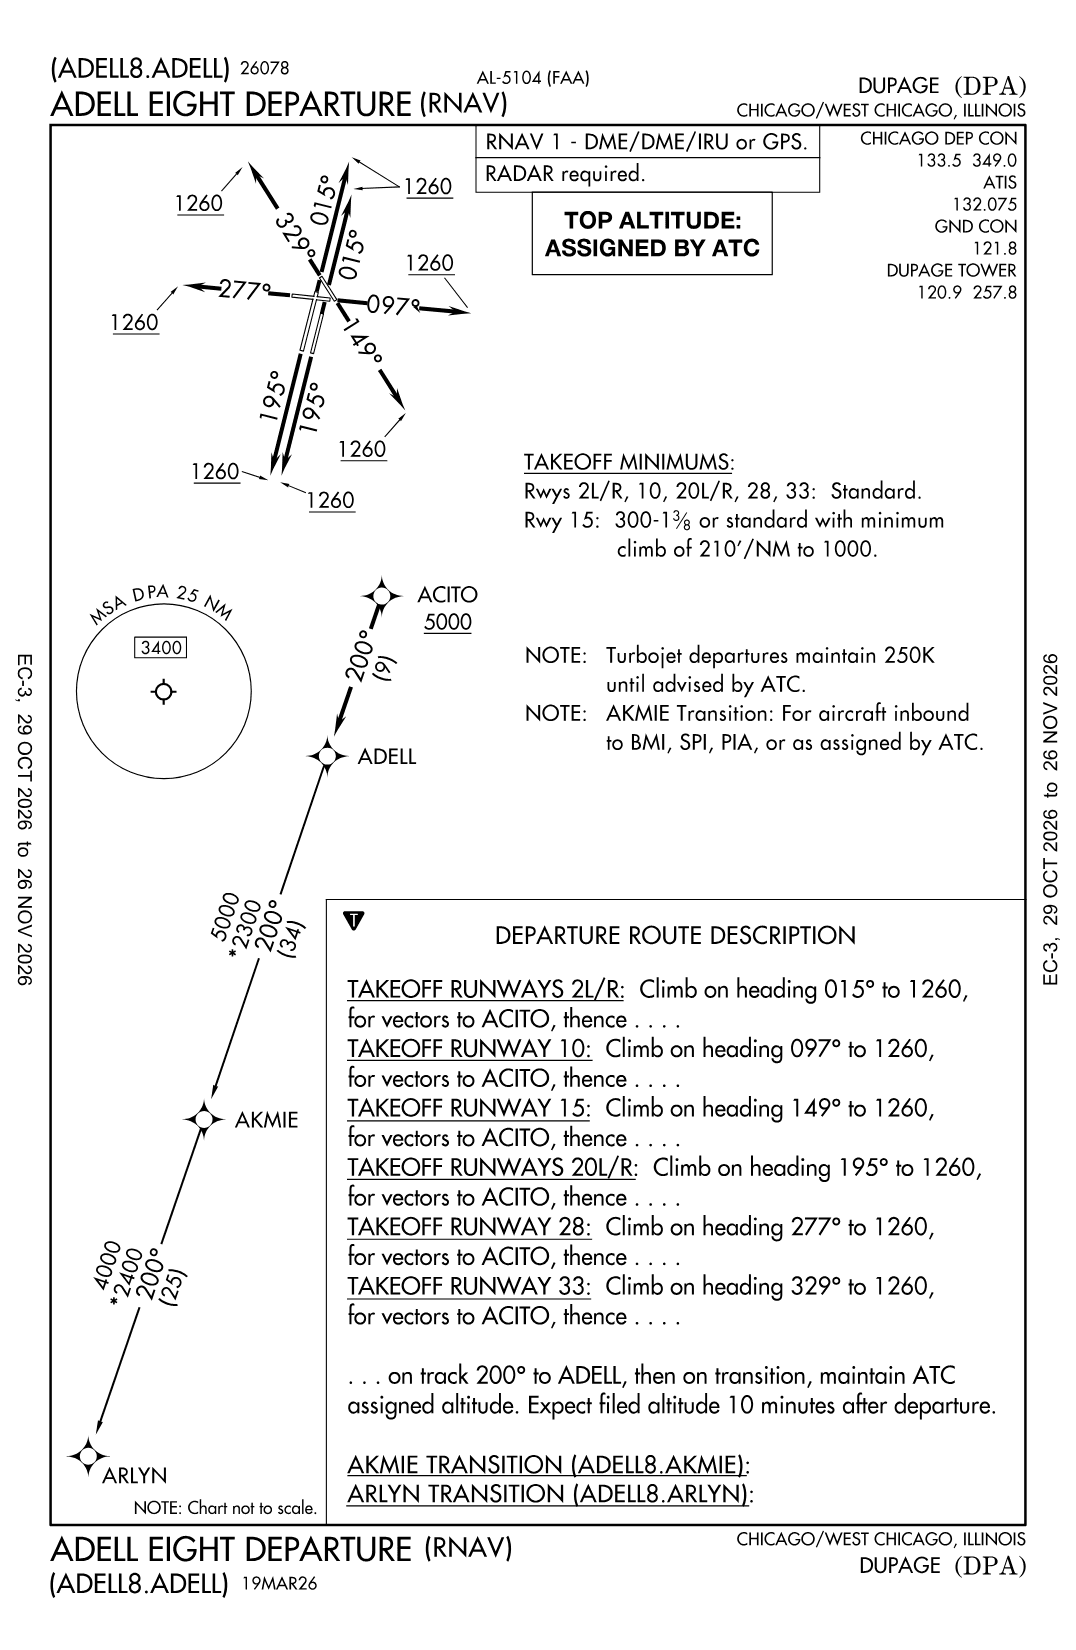 (ADELL8.ADELL) 26078
ADELL EIGHT DEPARTURE (RNAV)
AL-5104 (FAA)
DUPAGE (DPA)
CHICAGO/WEST CHICAGO, ILLINOIS
RNAV 1 - DME/DME/IRU or GPS.
RADAR required.
TOP ALTITUDE:
ASSIGNED BY ATC
CHICAGO DEP CON
133.5 349.0
ATIS
132.075
GND CON
121.8
DUPAGE TOWER
120.9 257.8
1260
329°
015°
015°
1260
277°
1260
097°
1260
149°
1260
195°
195°
1260
1260
TAKEOFF MINIMUMS:
Rwys 2L/R, 10, 20L/R, 28, 33: Standard.
Rwy 15: 300-1⅜ or standard with minimum
climb of 210'/NM to 1000.
MSA DPA 25 NM
3400
ACITO
5000
200°
(9)
ADELL
NOTE: Turbojet departures maintain 250K
until advised by ATC.
NOTE: AKMIE Transition: For aircraft inbound
to BMI, SPI, PIA, or as assigned by ATC.
5000
*2300
200°
(34)
AKMIE
4000
*2400
200°
(25)
ARLYN
NOTE: Chart not to scale.
DEPARTURE ROUTE DESCRIPTION
T
TAKEOFF RUNWAYS 2L/R: Climb on heading 015° to 1260,
for vectors to ACITO, thence . . . .
TAKEOFF RUNWAY 10: Climb on heading 097° to 1260,
for vectors to ACITO, thence . . . .
TAKEOFF RUNWAY 15: Climb on heading 149° to 1260,
for vectors to ACITO, thence . . . .
TAKEOFF RUNWAYS 20L/R: Climb on heading 195° to 1260,
for vectors to ACITO, thence . . . .
TAKEOFF RUNWAY 28: Climb on heading 277° to 1260,
for vectors to ACITO, thence . . . .
TAKEOFF RUNWAY 33: Climb on heading 329° to 1260,
for vectors to ACITO, thence . . . .
. . . on track 200° to ADELL, then on transition, maintain ATC
assigned altitude. Expect filed altitude 10 minutes after departure.
AKMIE TRANSITION (ADELL8.AKMIE):
ARLYN TRANSITION (ADELL8.ARLYN):
EC-3, 29 OCT 2026 to 26 NOV 2026
EC-3, 29 OCT 2026 to 26 NOV 2026
ADELL EIGHT DEPARTURE (RNAV)
(ADELL8.ADELL) 19MAR26
CHICAGO/WEST CHICAGO, ILLINOIS
DUPAGE (DPA)